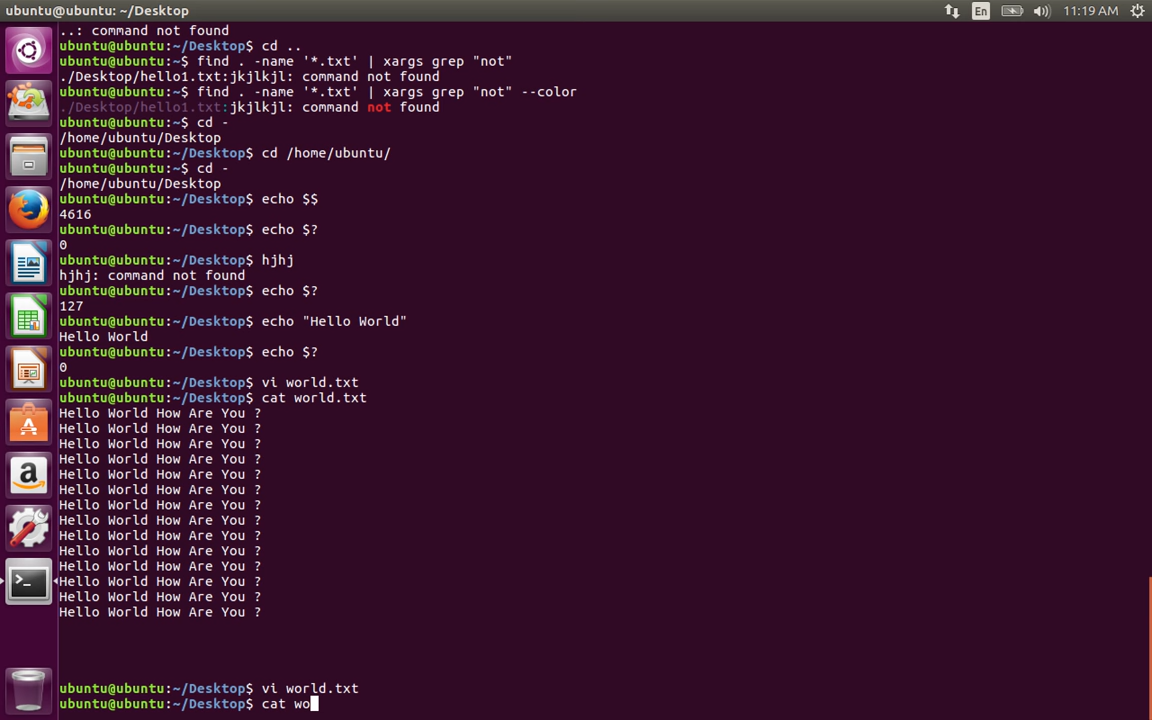 ubuntu@ubuntu: ~/Desktop
En
11:19 AM
..: command not found
ubuntu@ubuntu:~/Desktop$ cd ..
ubuntu@ubuntu:~$ find . -name '*.txt' | xargs grep "not"
./Desktop/hello1.txt:jkjlkjl: command not found
ubuntu@ubuntu:~$ find . -name '*.txt' | xargs grep "not" --color
./Desktop/hello1.txt:jkjlkjl: command not found
ubuntu@ubuntu:~$ cd -
/home/ubuntu/Desktop
ubuntu@ubuntu:~/Desktop$ cd /home/ubuntu/
ubuntu@ubuntu:~$ cd -
/home/ubuntu/Desktop
ubuntu@ubuntu:~/Desktop$ echo $$
4616
ubuntu@ubuntu:~/Desktop$ echo $?
0
ubuntu@ubuntu:~/Desktop$ hjhj
hjhj: command not found
ubuntu@ubuntu:~/Desktop$ echo $?
127
ubuntu@ubuntu:~/Desktop$ echo "Hello World"
Hello World
ubuntu@ubuntu:~/Desktop$ echo $?
0
ubuntu@ubuntu:~/Desktop$ vi world.txt
ubuntu@ubuntu:~/Desktop$ cat world.txt
Hello World How Are You ?
Hello World How Are You ?
Hello World How Are You ?
Hello World How Are You ?
Hello World How Are You ?
Hello World How Are You ?
Hello World How Are You ?
Hello World How Are You ?
Hello World How Are You ?
Hello World How Are You ?
Hello World How Are You ?
Hello World How Are You ?
Hello World How Are You ?
Hello World How Are You ?
ubuntu@ubuntu:~/Desktop$ vi world.txt
ubuntu@ubuntu:~/Desktop$ cat wo